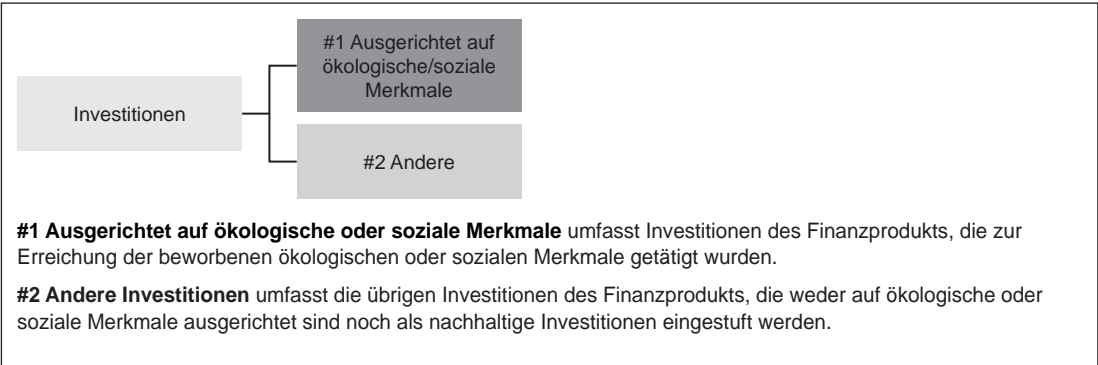 #1 Ausgerichtet auf
ökologische/soziale
Merkmale
Investitionen
#2 Andere
#1 Ausgerichtet auf ökologische oder soziale Merkmale umfasst Investitionen des Finanzprodukts, die zur
Erreichung der beworbenen ökologischen oder sozialen Merkmale getätigt wurden.
#2 Andere Investitionen umfasst die übrigen Investitionen des Finanzprodukts, die weder auf ökologische oder
soziale Merkmale ausgerichtet sind noch als nachhaltige Investitionen eingestuft werden.